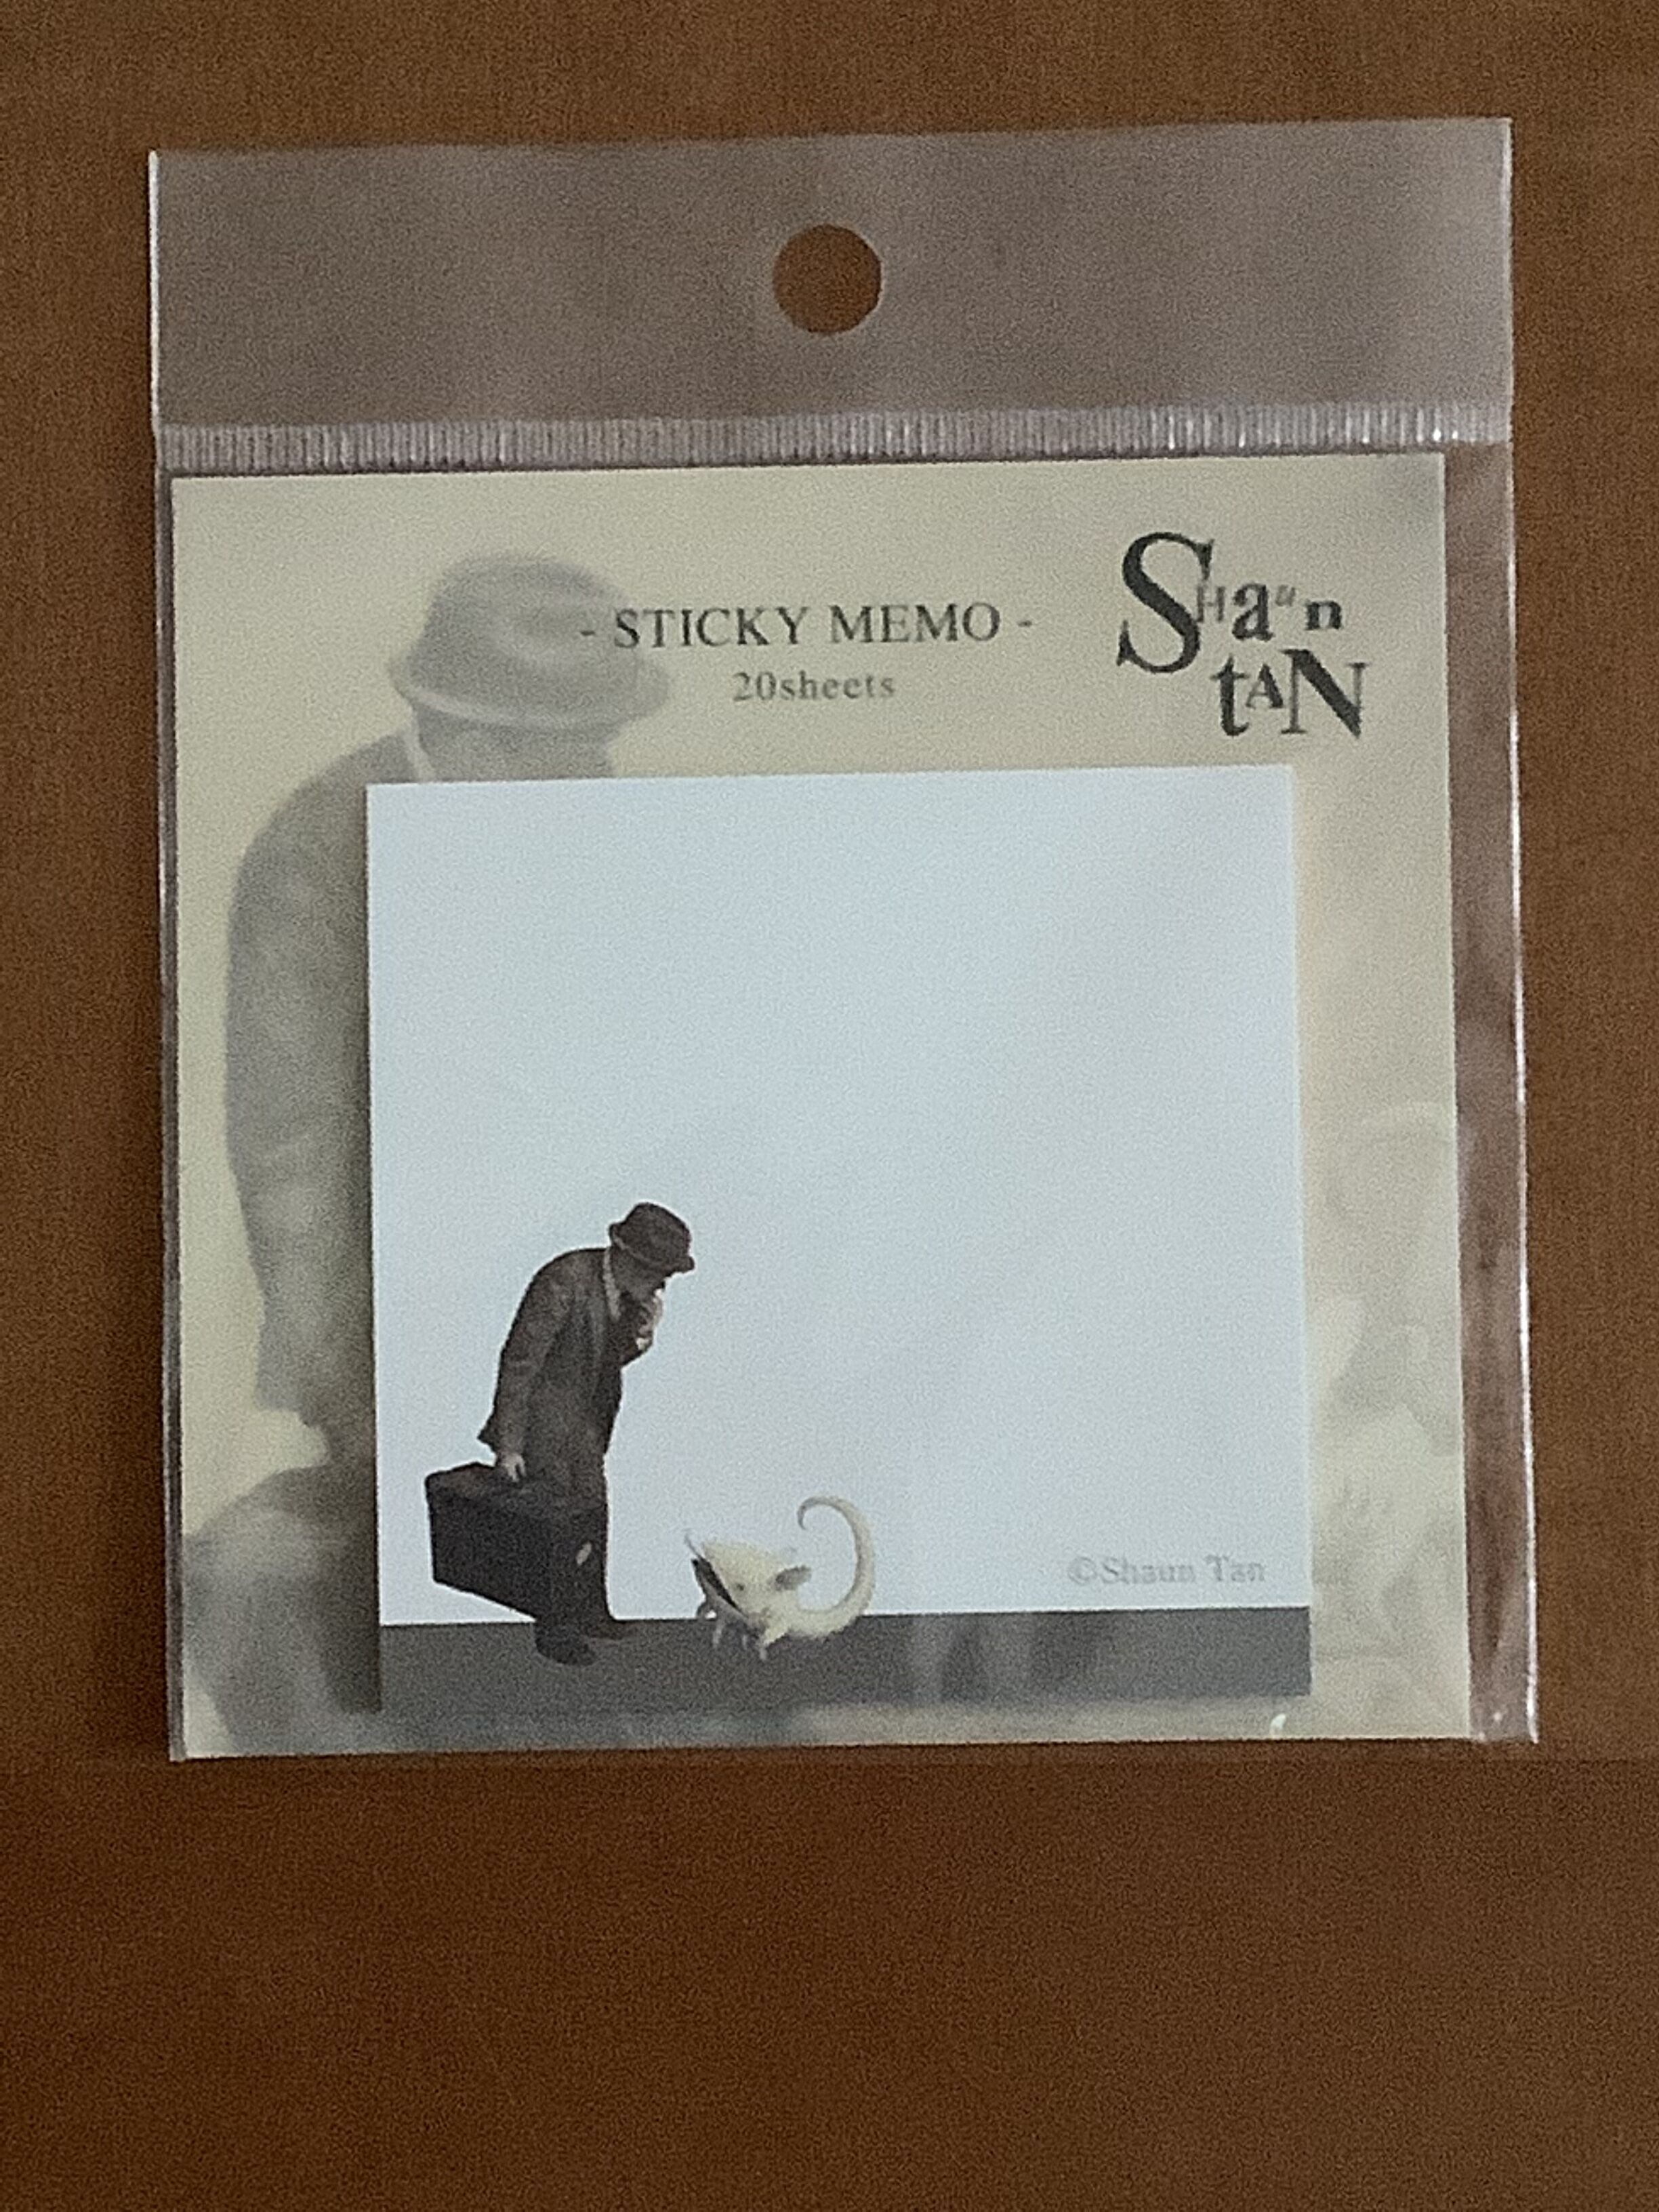 - STICKY MEMO -
20sheets
SHaun
tAN
©Shaun Tan